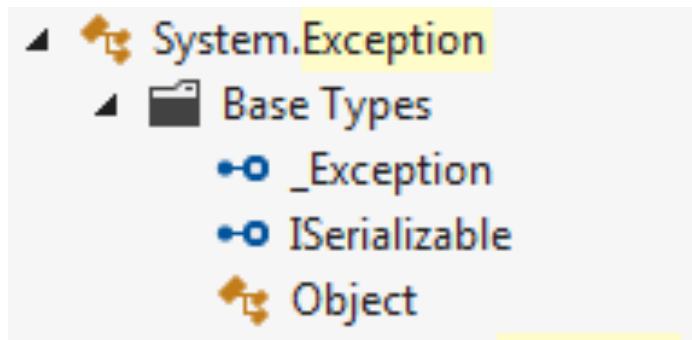 System.Exception
Base Types
_Exception
ISerializable
Object